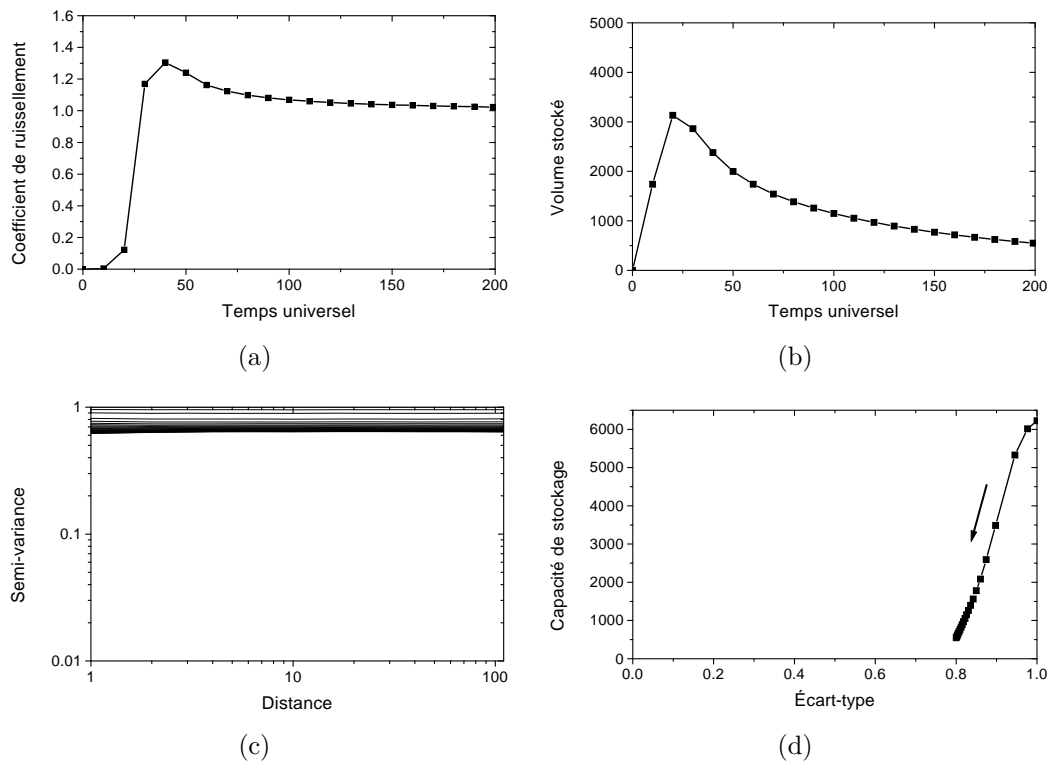 1.6
1.4
1.2
1.0
0.8
0.6
0.4
0.2
0.0
0 50 100 150 200
Coefficient de ruissellement
Temps universel
(a)
5000
4000
3000
2000
1000
0
0 50 100 150 200
Volume stocké
Temps universel
(b)
1
0.1
0.01
1 10 100
Semi-variance
Distance
(c)
6000
5000
4000
3000
2000
1000
0
0.0 0.2 0.4 0.6 0.8 1.0
Capacité de stockage
Écart-type
(d)